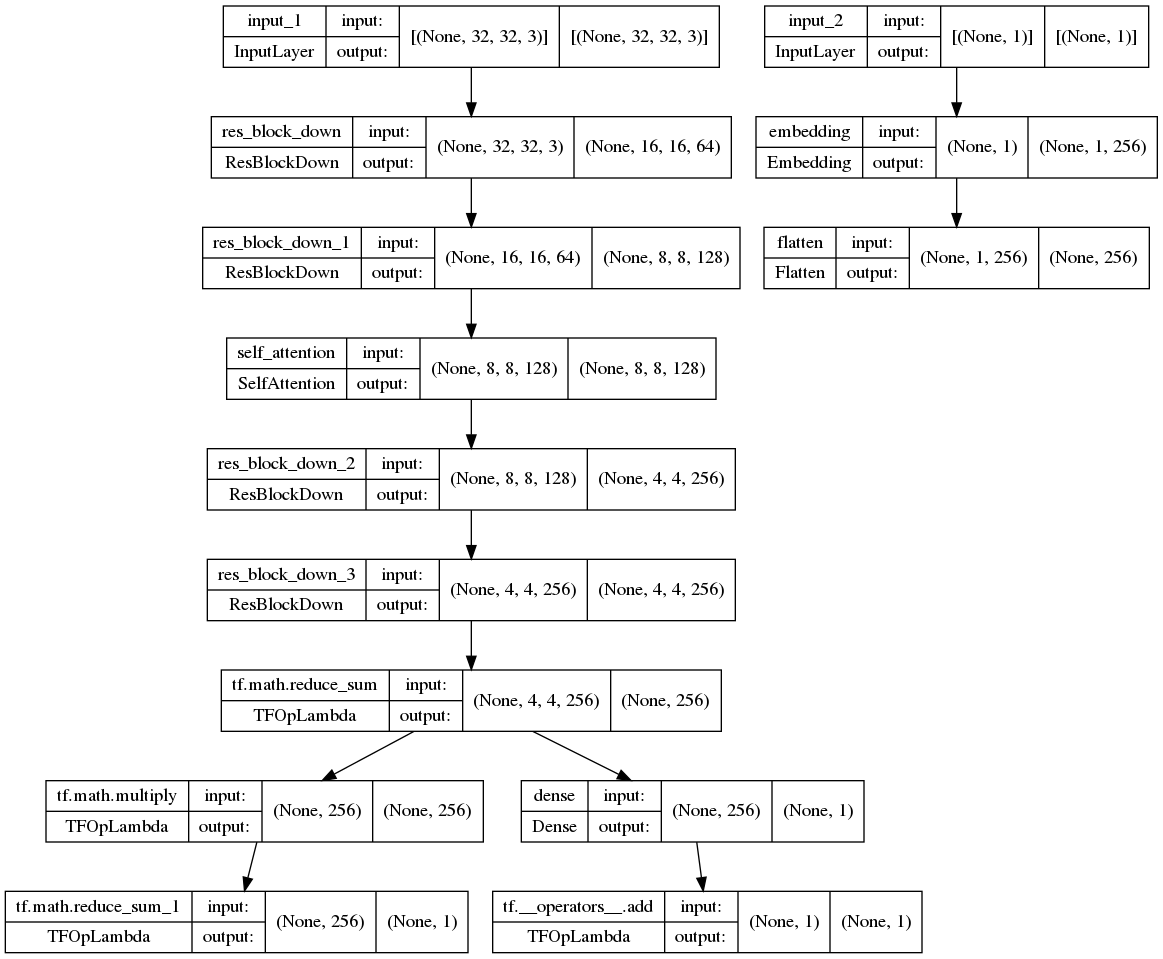 input_1 input: [(None, 32, 32, 3)] [(None, 32, 32, 3)]
InputLayer output:
input_2 input: [(None, 1)] [(None, 1)]
InputLayer output:
res_block_down input: (None, 32, 32, 3) (None, 16, 16, 64)
ResBlockDown output:
embedding input: (None, 1) (None, 1, 256)
Embedding output:
res_block_down_1 input: (None, 16, 16, 64) (None, 8, 8, 128)
ResBlockDown output:
flatten input: (None, 1, 256) (None, 256)
Flatten output:
self_attention input: (None, 8, 8, 128) (None, 8, 8, 128)
SelfAttention output:
res_block_down_2 input: (None, 8, 8, 128) (None, 4, 4, 256)
ResBlockDown output:
res_block_down_3 input: (None, 4, 4, 256) (None, 4, 4, 256)
ResBlockDown output:
tf.math.reduce_sum input: (None, 4, 4, 256) (None, 256)
TFOpLambda output:
tf.math.multiply input: (None, 256) (None, 256)
TFOpLambda output:
dense input: (None, 256) (None, 1)
Dense output:
tf.math.reduce_sum_1 input: (None, 256) (None, 1)
TFOpLambda output:
tf.__operators__.add input: (None, 1) (None, 1)
TFOpLambda output: